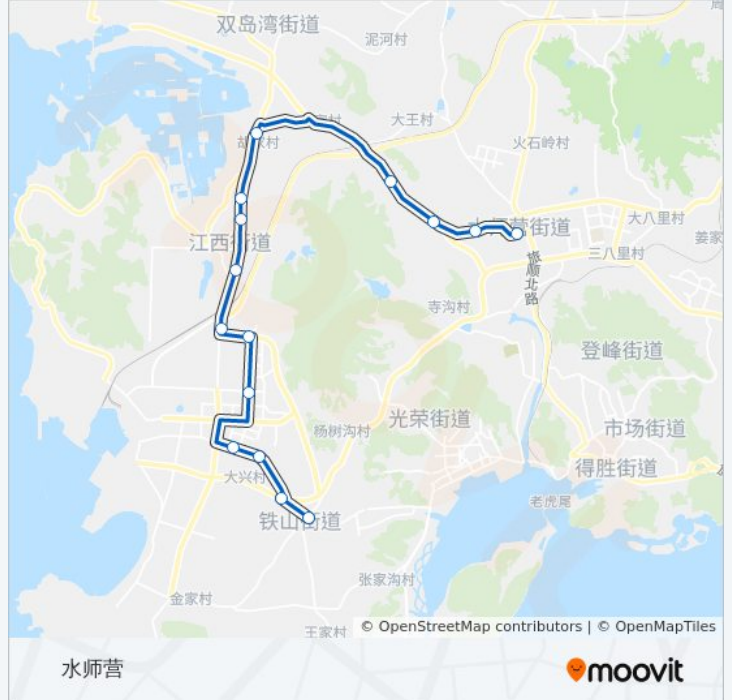 双岛湾街道
泥河村
大王村
火石岭村
大八里村
三八里村
江西街道
旅顺北路
寺沟村
登峰街道
光荣街道
杨树沟村
市场街道
得胜街道
大兴村
老虎尾
铁山街道
张家沟村
金家村
王家村
© OpenStreetMap contributors | © OpenMapTiles
水师营
moovit